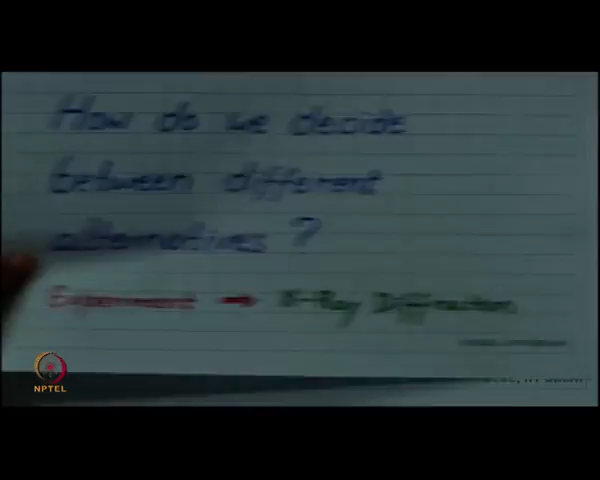 How do we decide
between different
alternatives ?
Experiment → X-Ray Diffraction
NPTEL